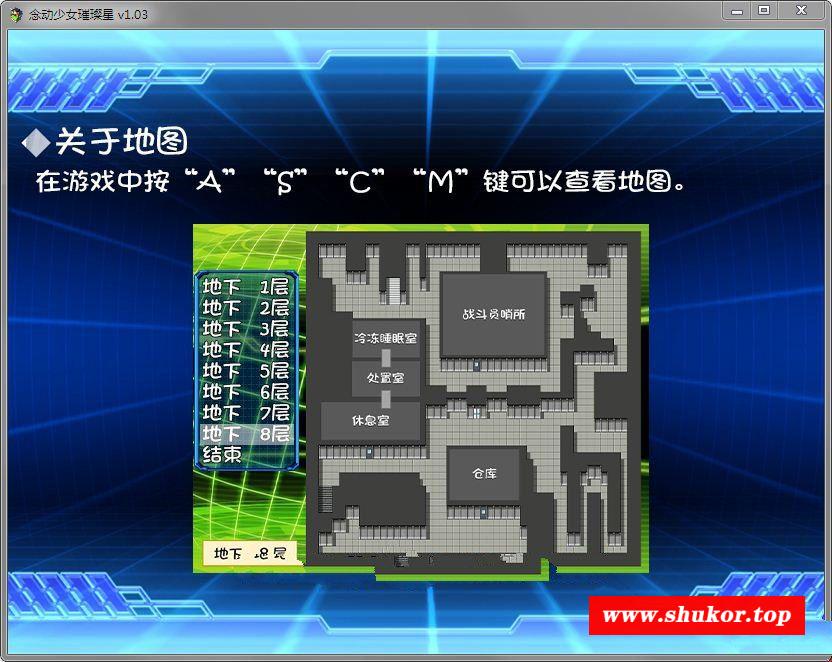 念动少女璀璨星 v1.03
◆关于地图
在游戏中按“A” “S” “C” “M”键可以查看地图。
地下 1层
地下 2层
地下 3层
地下 4层
地下 5层
地下 6层
地下 7层
地下 8层
结束
战斗员哨所
冷冻睡眠室
处置室
休息室
仓库
地下 8层
www.shukor.top